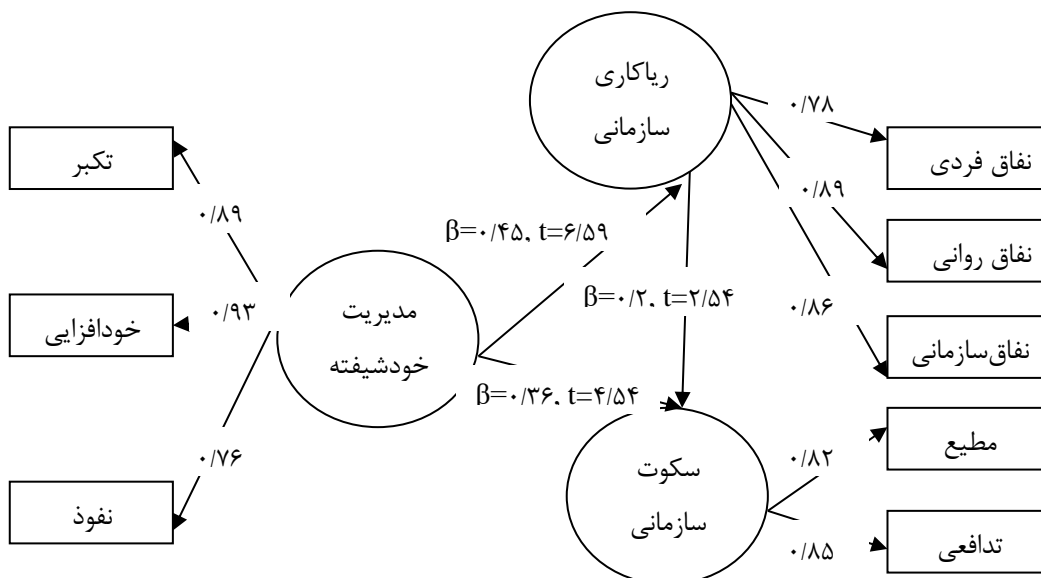 ریاکاری
سازمانی
۰/۷۸
نفاق فردی
تکبر
۰/۸۹
۰/۸۹
β=۰/۴۵, t=۶/۵۹
نفاق روانی
مدیریت
خودشیفته
β=۰/۲, t=۲/۵۴
۰/۸۶
خودافزایی
۰/۹۳
نفاق‌سازمانی
β=۰/۳۶, t=۴/۵۴
مطیع
سکوت
سازمانی
۰/۸۲
۰/۷۶
نفوذ
تدافعی
۰/۸۵